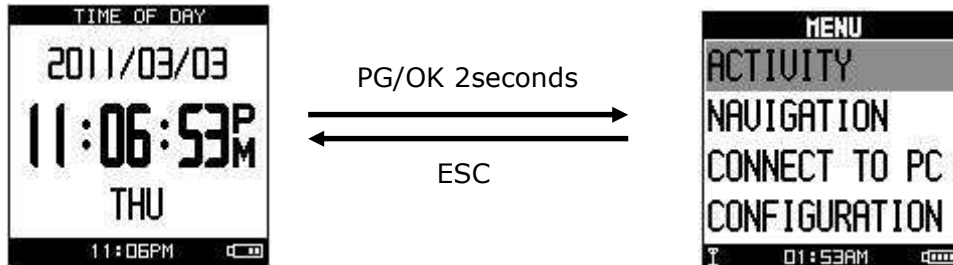 TIME OF DAY
2011/03/03
11:06:53PM
THU
11:06PM
PG/OK 2seconds
ESC
MENU
ACTIVITY
NAVIGATION
CONNECT TO PC
CONFIGURATION
01:53AM